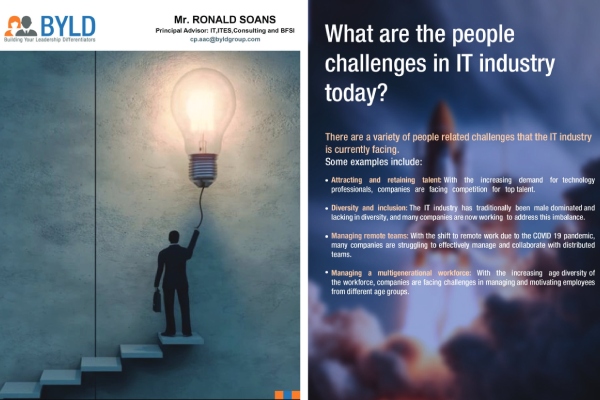 BYLD
Building Your Leadership Differentiators
Mr. RONALD SOANS
Principal Advisor: IT,ITES,Consulting and BFSI
cp.aac@byldgroup.com
What are the people
challenges in IT industry
today?
There are a variety of people related challenges that the IT industry
is currently facing.
Some examples include:
• Attracting and retaining talent: With the increasing demand for technology
professionals, companies are facing competition for top talent.
• Diversity and inclusion: The IT industry has traditionally been male dominated and
lacking in diversity, and many companies are now working to address this imbalance.
• Managing remote teams: With the shift to remote work due to the COVID 19 pandemic,
many companies are struggling to effectively manage and collaborate with distributed
teams.
• Managing a multigenerational workforce: With the increasing age diversity of
the workforce, companies are facing challenges in managing and motivating employees
from different age groups.